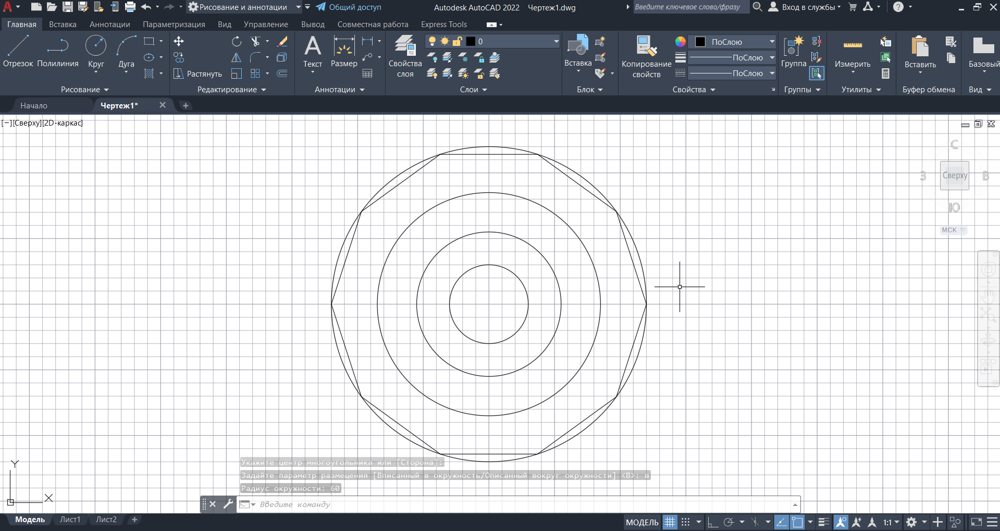 Рисование и аннотации Общий доступ Autodesk AutoCAD 2022 Чертеж1.dwg Введите ключевое слово/фразу Вход в службы ?
Главная Вставка Аннотации Параметризация Вид Управление Вывод Совместная работа Express Tools
0 ПоСлою
Отрезок Полилиния Круг Дуга Текст Размер Свойства слоя Вставка Копирование свойств ПоСлою Группа Измерить Вставить Базовый
Растянуть ПоСлою
Рисование Редактирование Аннотации Слои Блок Свойства Группы Утилиты Буфер обмена Вид
Начало Чертеж1*
[−][Сверху][2D-каркас]
С
З Сверху В
Ю
МСК
Укажите центр многоугольника или [Сторона]:
Задайте параметр размещения [Вписанный в окружность/Описанный вокруг окружности] <В>: в
Радиус окружности: 60
Y
X
Введите команду
Модель Лист1 Лист2 МОДЕЛЬ 1:1